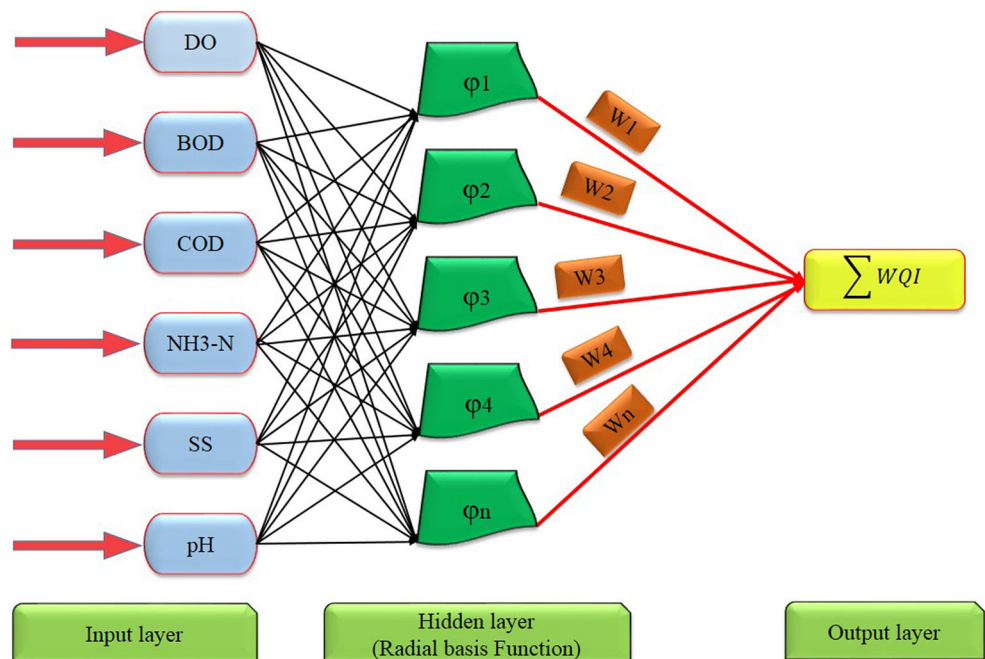 DO
BOD
COD
NH3-N
SS
pH
φ1
φ2
φ3
φ4
φn
W1
W2
W3
W4
Wn
∑ WQI
Input layer
Hidden layer
(Radial basis Function)
Output layer